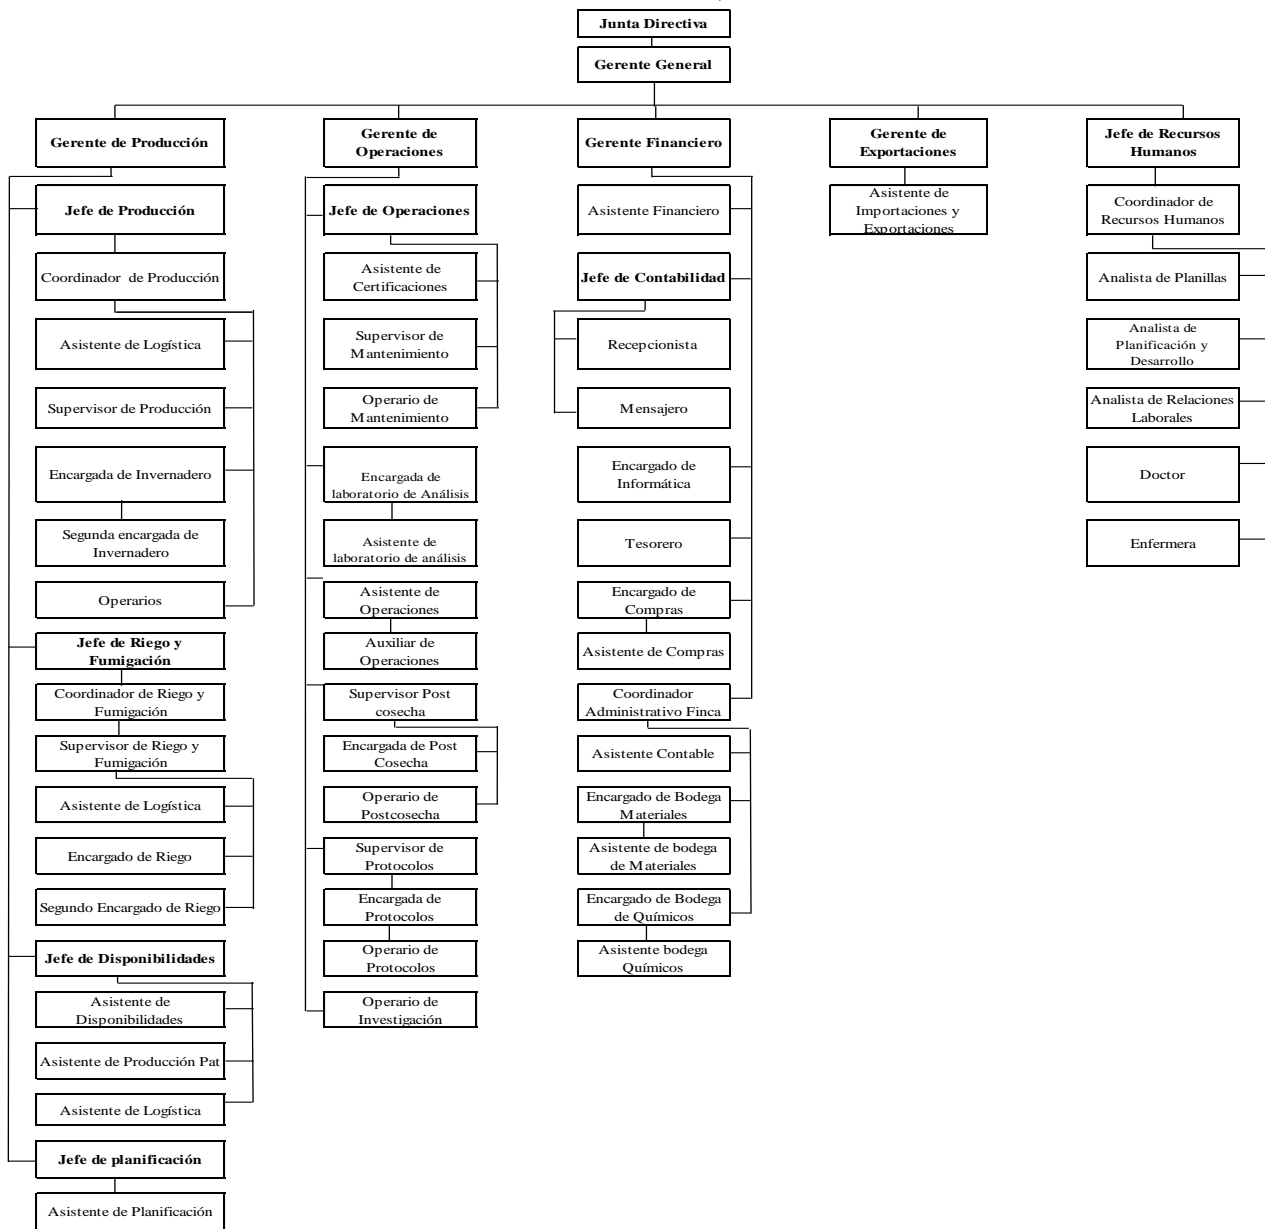 Junta Directiva
Gerente General
Gerente de Producción
Jefe de Producción
Coordinador de Producción
Asistente de Logística
Supervisor de Producción
Encargada de Invernadero
Segunda encargada de
Invernadero
Operarios
Jefe de Riego y
Fumigación
Coordinador de Riego y
Fumigación
Supervisor de Riego y
Fumigación
Asistente de Logística
Encargado de Riego
Segundo Encargado de Riego
Jefe de Disponibilidades
Asistente de
Disponibilidades
Asistente de Producción Pat
Asistente de Logística
Jefe de planificación
Asistente de Planificación
Gerente de
Operaciones
Jefe de Operaciones
Asistente de
Certificaciones
Supervisor de
Mantenimiento
Operario de
Mantenimiento
Encargada de
laboratorio de Análisis
Asistente de
laboratorio de análisis
Asistente de
Operaciones
Auxiliar de
Operaciones
Supervisor Post
cosecha
Encargada de Post
Cosecha
Operario de
Postcosecha
Supervisor de
Protocolos
Encargada de
Protocolos
Operario de
Protocolos
Operario de
Investigación
Gerente Financiero
Asistente Financiero
Jefe de Contabilidad
Recepcionista
Mensajero
Encargado de
Informática
Tesorero
Encargado de
Compras
Asistente de Compras
Coordinador
Administrativo Finca
Asistente Contable
Encargado de Bodega
Materiales
Asistente de bodega
de Materiales
Encargado de Bodega
de Químicos
Asistente bodega
Químicos
Gerente de
Exportaciones
Asistente de
Importaciones y
Exportaciones
Jefe de Recursos
Humanos
Coordinador de
Recursos Humanos
Analista de Planillas
Analista de
Planificación y
Desarrollo
Analista de Relaciones
Laborales
Doctor
Enfermera